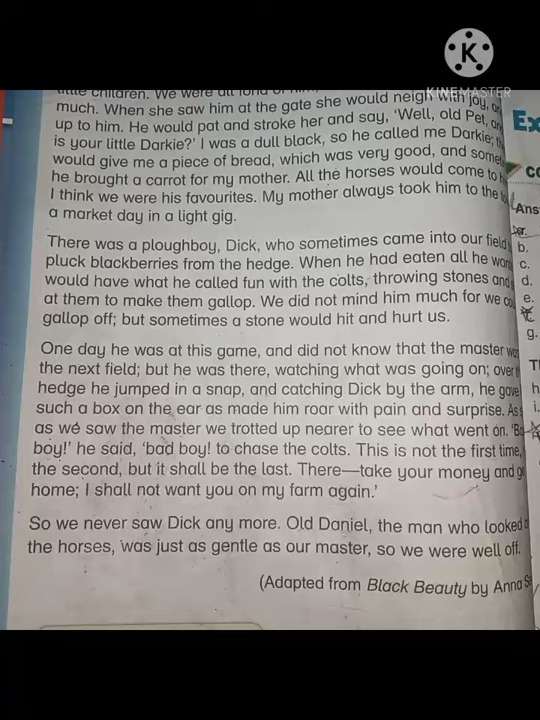 K
KINEMASTER
little children. We were all fond of him
much. When she saw him at the gate she would neigh with joy,
up to him. He would pat and stroke her and say, 'Well, old Pet,
is your little Darkie?' I was a dull black, so he called me Darkie;
would give me a piece of bread, which was very good, and
he brought a carrot for my mother. All the horses would come to
I think we were his favourites. My mother always took him to the
a market day in a light gig.
There was a ploughboy, Dick, who sometimes came into our field
pluck blackberries from the hedge. When he had eaten all he
would have what he called fun with the colts, throwing stones and
at them to make them gallop. We did not mind him much for we
gallop off; but sometimes a stone would hit and hurt us.
One day he was at this game, and did not know that the master
the next field; but he was there, watching what was going on; over
hedge he jumped in a snap, and catching Dick by the arm, he gave
such a box on the ear as made him roar with pain and surprise. As
as we saw the master we trotted up nearer to see what went on.
boy!' he said, 'bad boy! to chase the colts. This is not the first time,
the second, but it shall be the last. There—take your money and
home; I shall not want you on my farm again.'
So we never saw Dick any more. Old Daniel, the man who looked
the horses, was just as gentle as our master, so we were well off.
(Adapted from Black Beauty by Anna
Ex
Ans
b.
c.
d.
e.
g.
h
i.